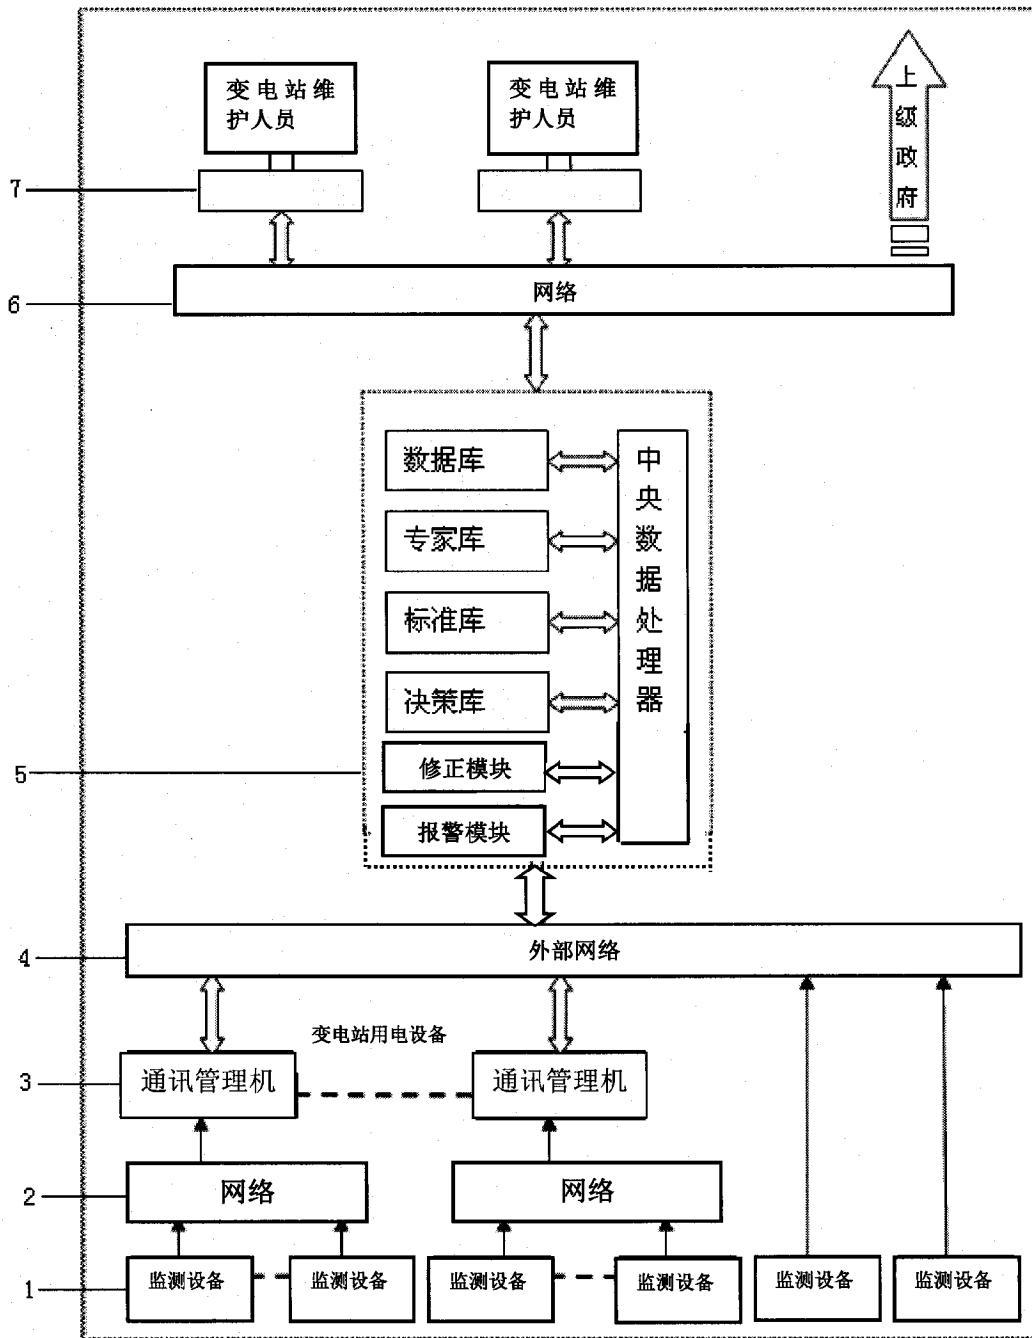 变电站维
护人员
变电站维
护人员
上
级
政
府
7
网络
6
数据库
专家库
标准库
决策库
修正模块
报警模块
中
央
数
据
处
理
器
5
外部网络
4
变电站用电设备
通讯管理机
通讯管理机
3
网络
网络
2
监测设备
监测设备
监测设备
监测设备
监测设备
监测设备
1